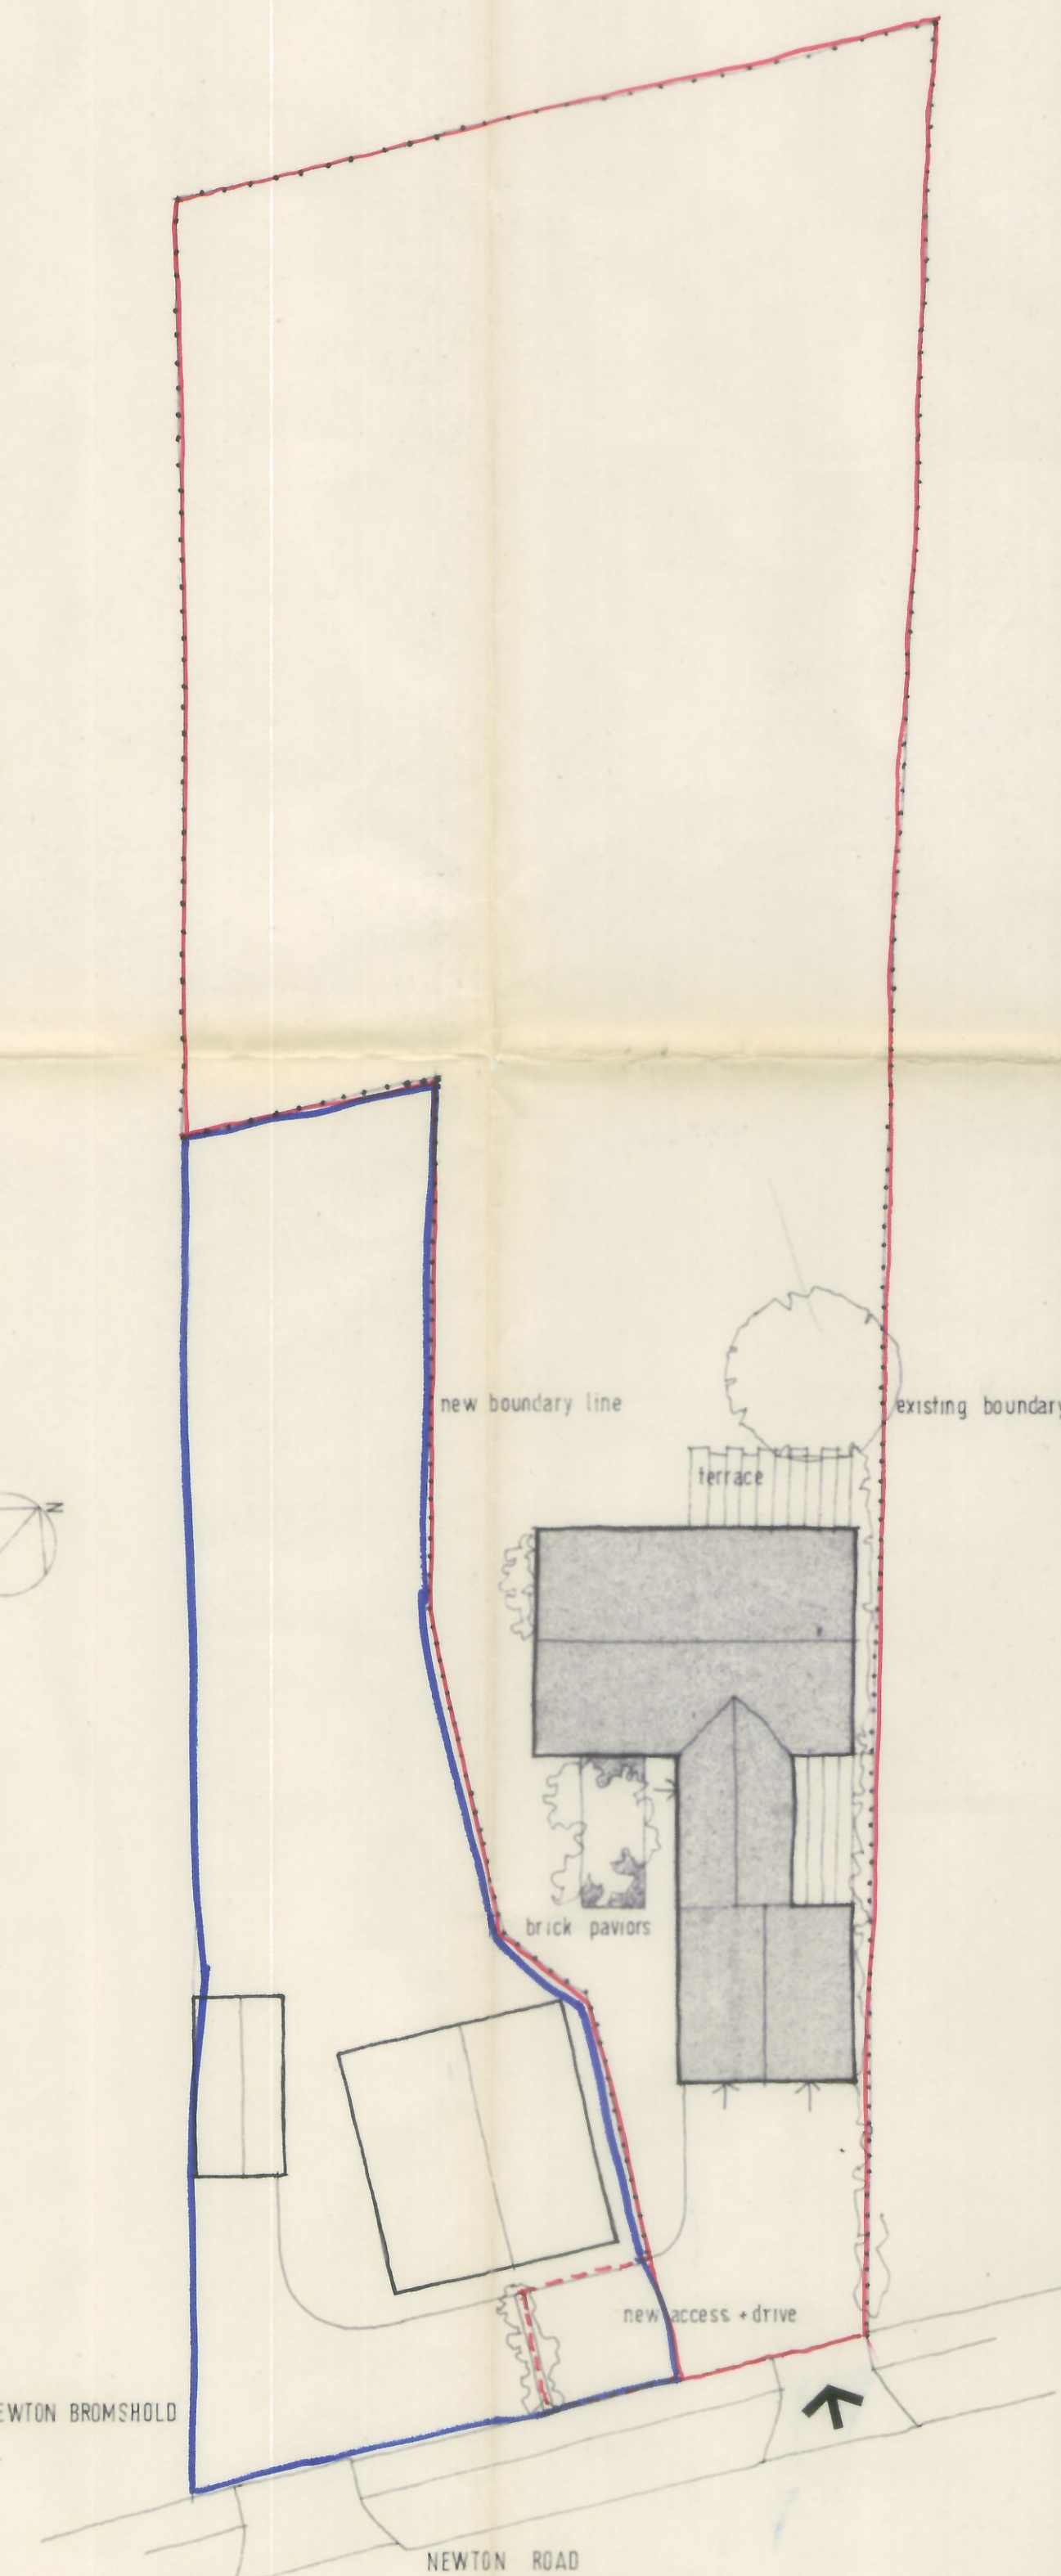 new boundary line
existing boundary
terrace
N
brick paviors
new access + drive
EWTON BROMSHOLD
NEWTON ROAD